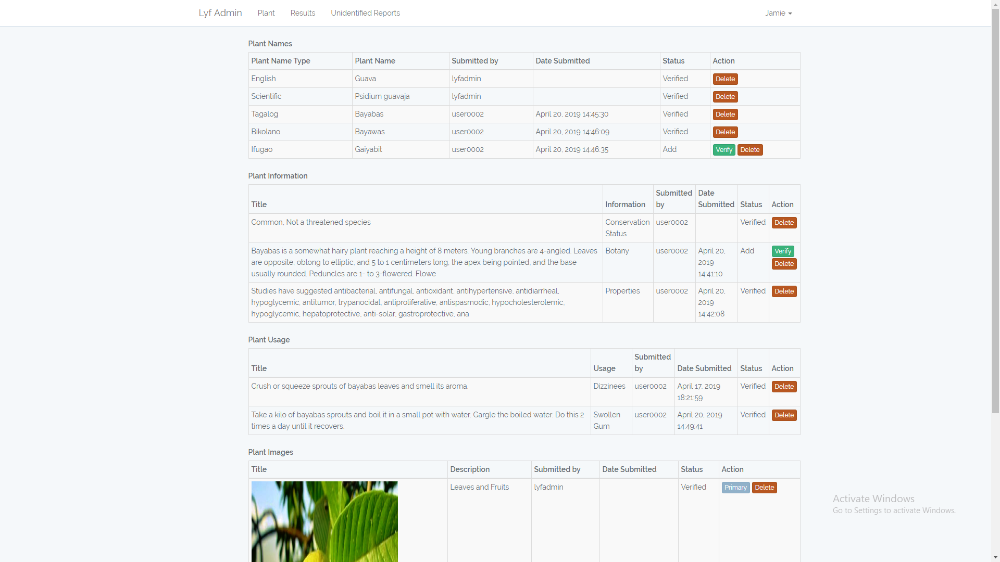 Lyf Admin Plant Results Unidentified Reports Jamie
Plant Names
Plant Name Type Plant Name Submitted by Date Submitted Status Action
English Guava lyfadmin Verified Delete
Scientific Psidium guavaja lyfadmin Verified Delete
Tagalog Bayabas user0002 April 20, 2019 14:45:30 Verified Delete
Bikolano Bayawas user0002 April 20, 2019 14:46:09 Verified Delete
Ifugao Gaiyabit user0002 April 20, 2019 14:46:35 Add Verify Delete
Plant Information
Title Information Submitted by Date Submitted Status Action
Common, Not a threatened species Conservation Status user0002 Verified Delete
Bayabas is a somewhat hairy plant reaching a height of 8 meters. Young branches are 4-angled. Leaves
are opposite, oblong to elliptic, and 5 to 1 centimeters long, the apex being pointed, and the base
usually rounded. Peduncles are 1- to 3-flowered. Flowe
Botany user0002 April 20, 2019 14:41:10 Add Verify Delete
Studies have suggested antibacterial, antifungal, antioxidant, antihypertensive, antidiarrheal,
hypoglycemic, antitumor, trypanocidal, antiproliferative, antispasmodic, hypocholesterolemic,
hypoglycemic, hepatoprotective, anti-solar, gastroprotective, ana
Properties user0002 April 20, 2019 14:42:08 Verified Delete
Plant Usage
Title Usage Submitted by Date Submitted Status Action
Crush or squeeze sprouts of bayabas leaves and smell its aroma. Dizzinees user0002 April 17, 2019 18:21:59 Verified Delete
Take a kilo of bayabas sprouts and boil it in a small pot with water. Gargle the boiled water. Do this 2
times a day until it recovers.
Swollen Gum user0002 April 20, 2019 14:49:41 Verified Delete
Plant Images
Title Description Submitted by Date Submitted Status Action
Leaves and Fruits lyfadmin Verified Primary Delete
Activate Windows
Go to Settings to activate Windows.